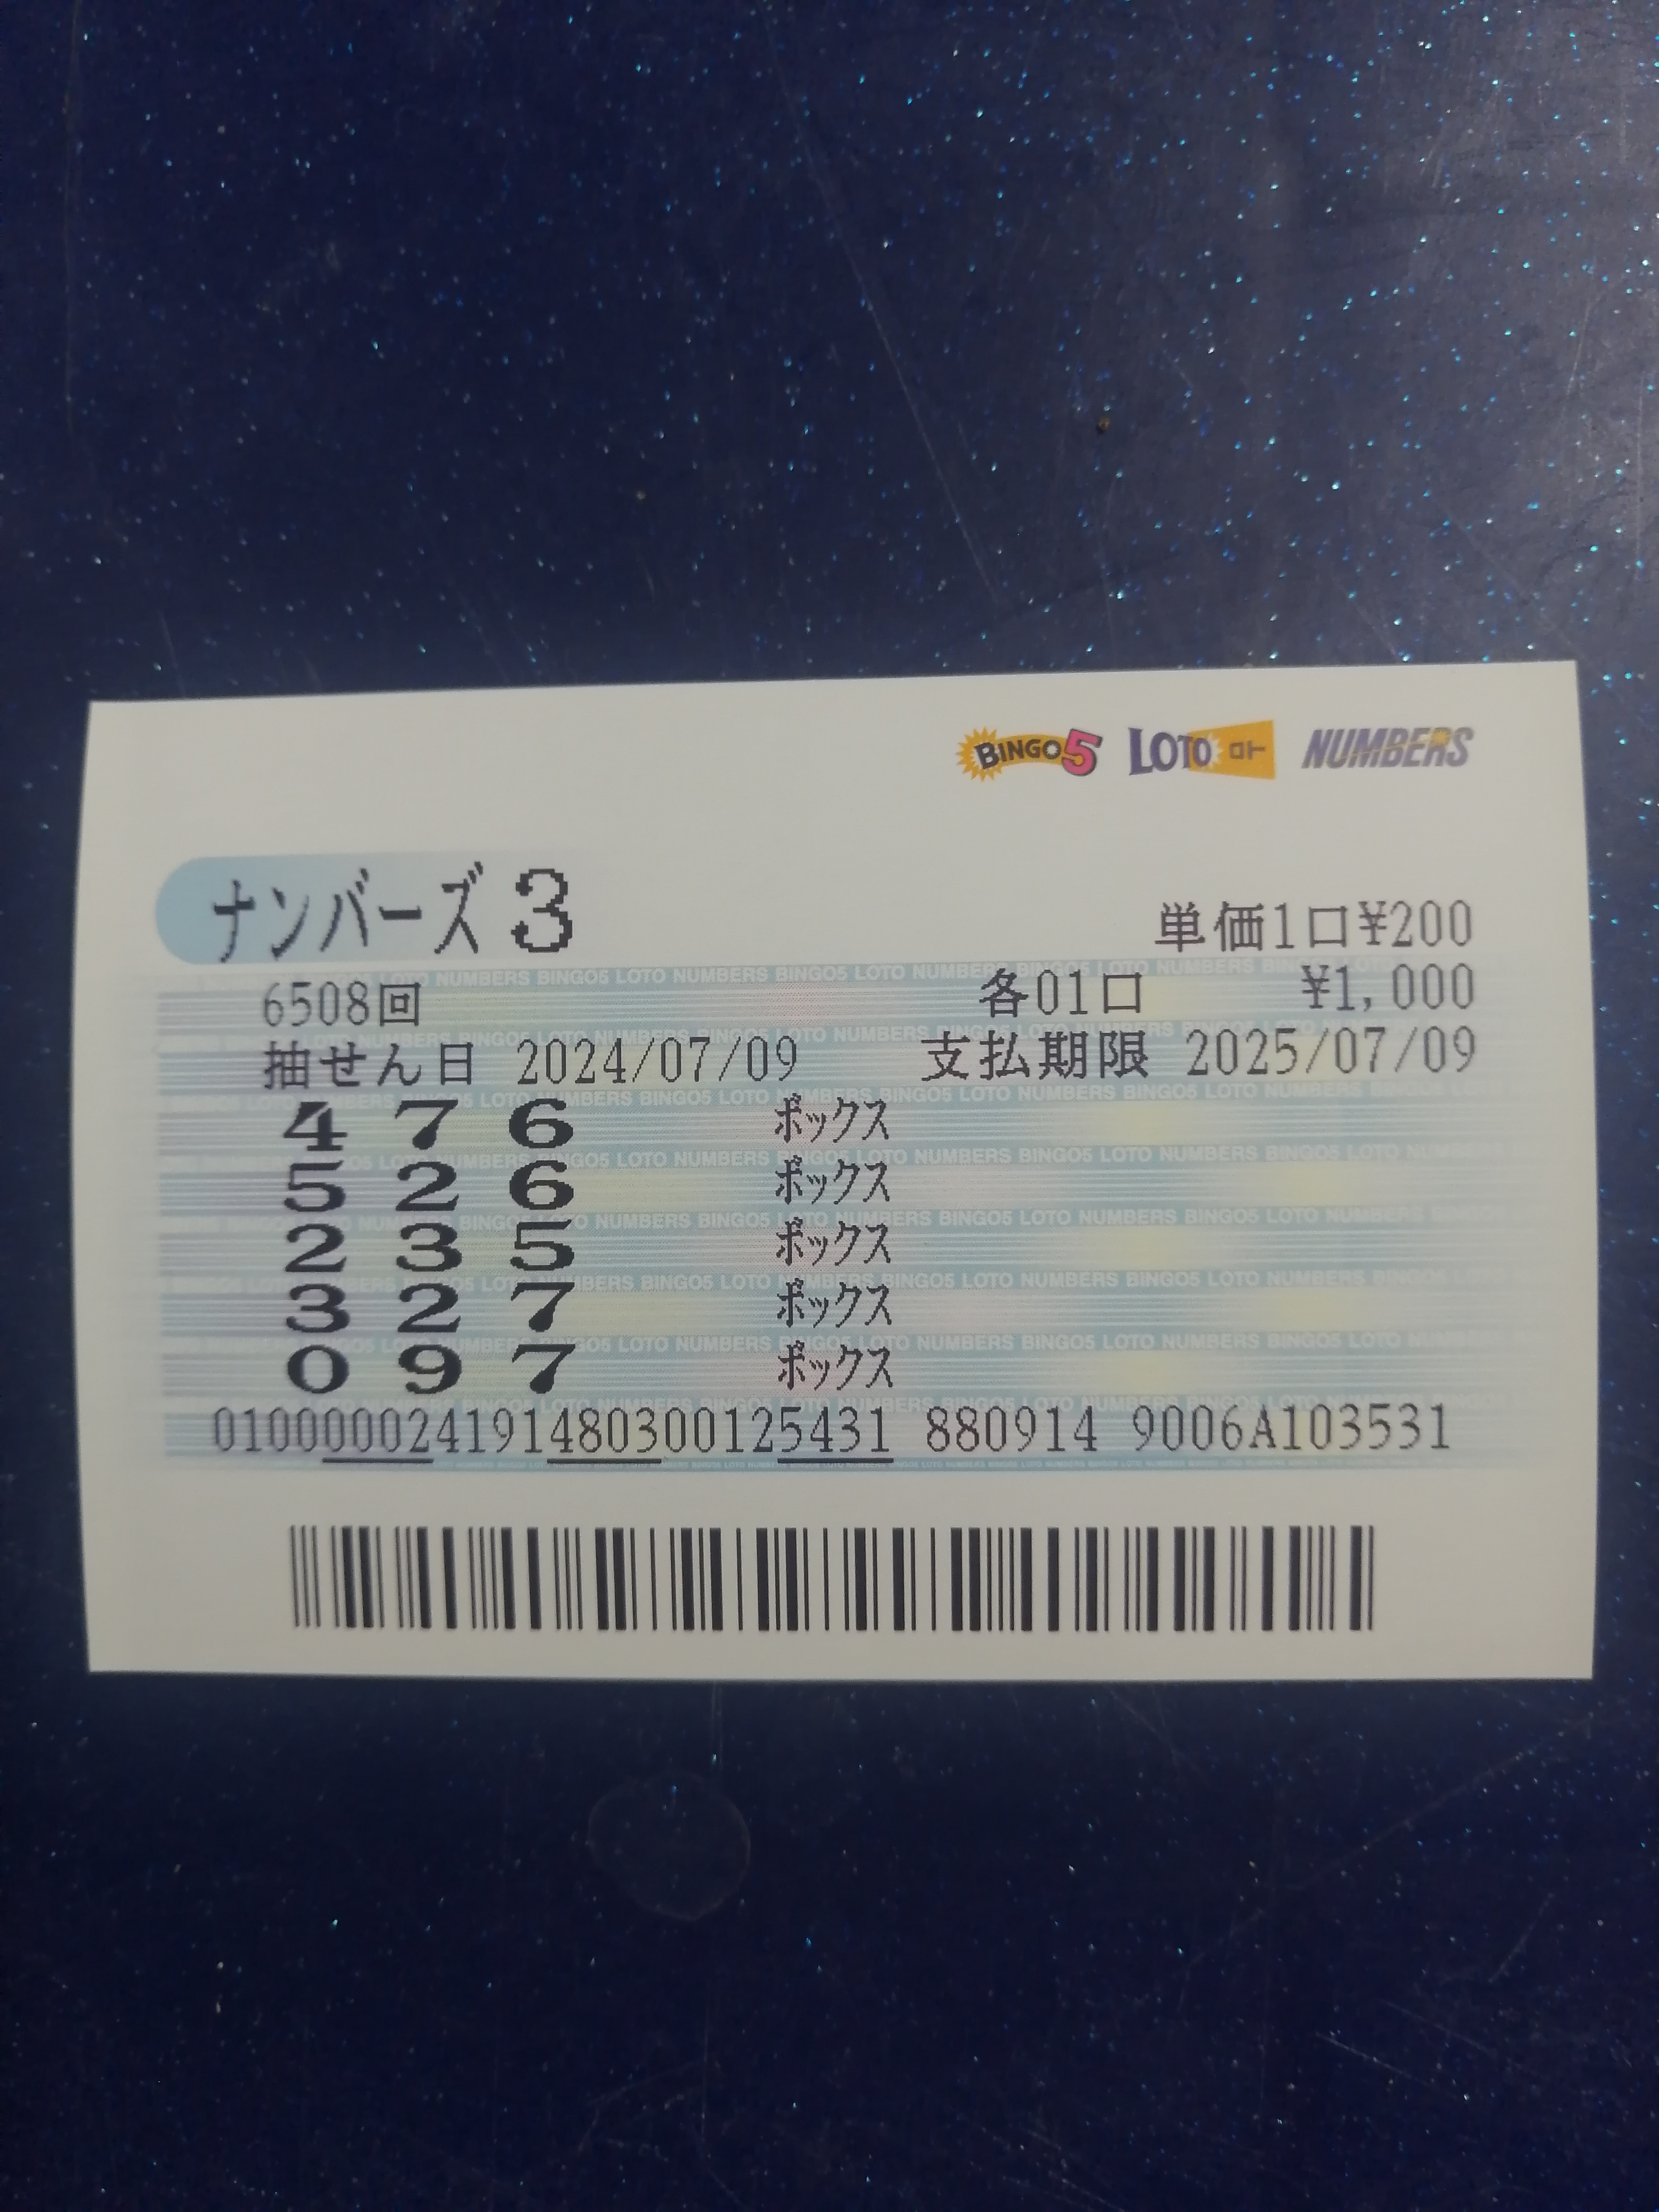 BINGO5 LOTO ロト NUMBERS
ナンバーズ3
単価1口¥200
6508回 各01口 ¥1,000
抽せん日 2024/07/09 支払期限 2025/07/09
4 7 6 ボックス
5 2 6 ボックス
2 3 5 ボックス
3 2 7 ボックス
0 9 7 ボックス
010000024191480300125431 880914 9006A103531